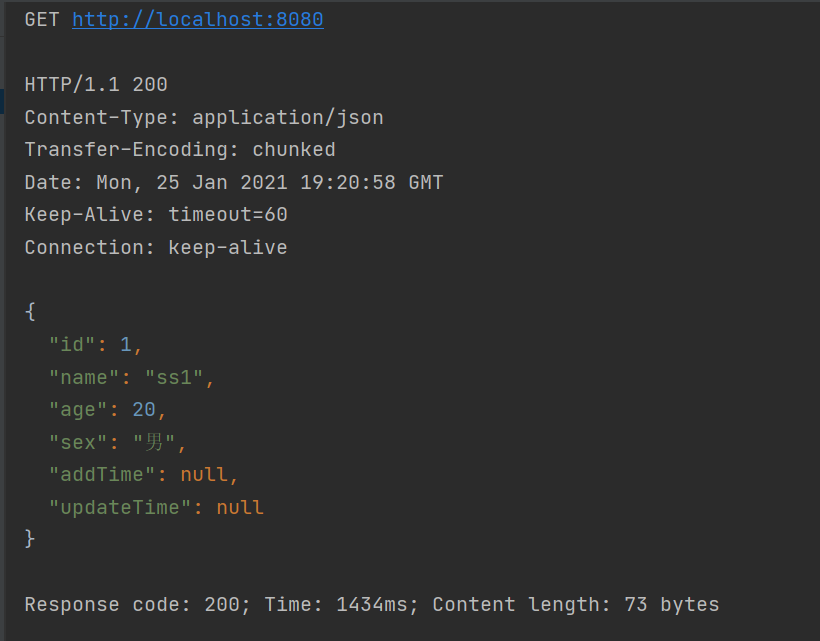 GET http://localhost:8080
HTTP/1.1 200
Content-Type: application/json
Transfer-Encoding: chunked
Date: Mon, 25 Jan 2021 19:20:58 GMT
Keep-Alive: timeout=60
Connection: keep-alive
{
"id": 1,
"name": "ss1",
"age": 20,
"sex": "男",
"addTime": null,
"updateTime": null
}
Response code: 200; Time: 1434ms; Content length: 73 bytes